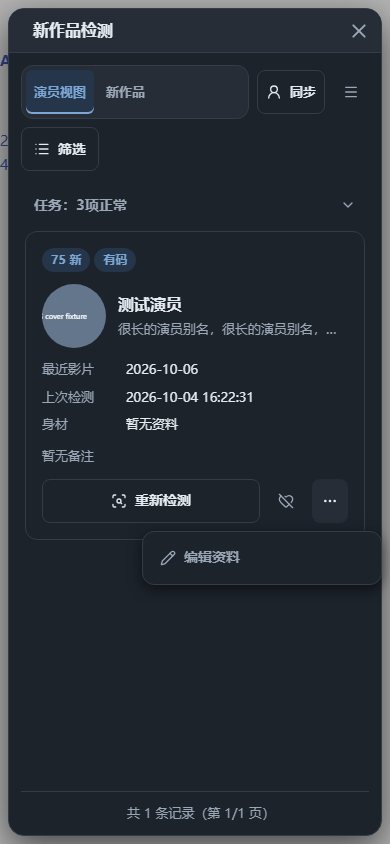 新作品检测
演员视图 新作品 同步
筛选
任务：3项正常
75 新 有码
cover fixture
测试演员
很长的演员别名，很长的演员别名，...
最近影片 2026-10-06
上次检测 2026-10-04 16:22:31
身材 暂无资料
暂无备注
重新检测
编辑资料
共 1 条记录（第 1/1 页）